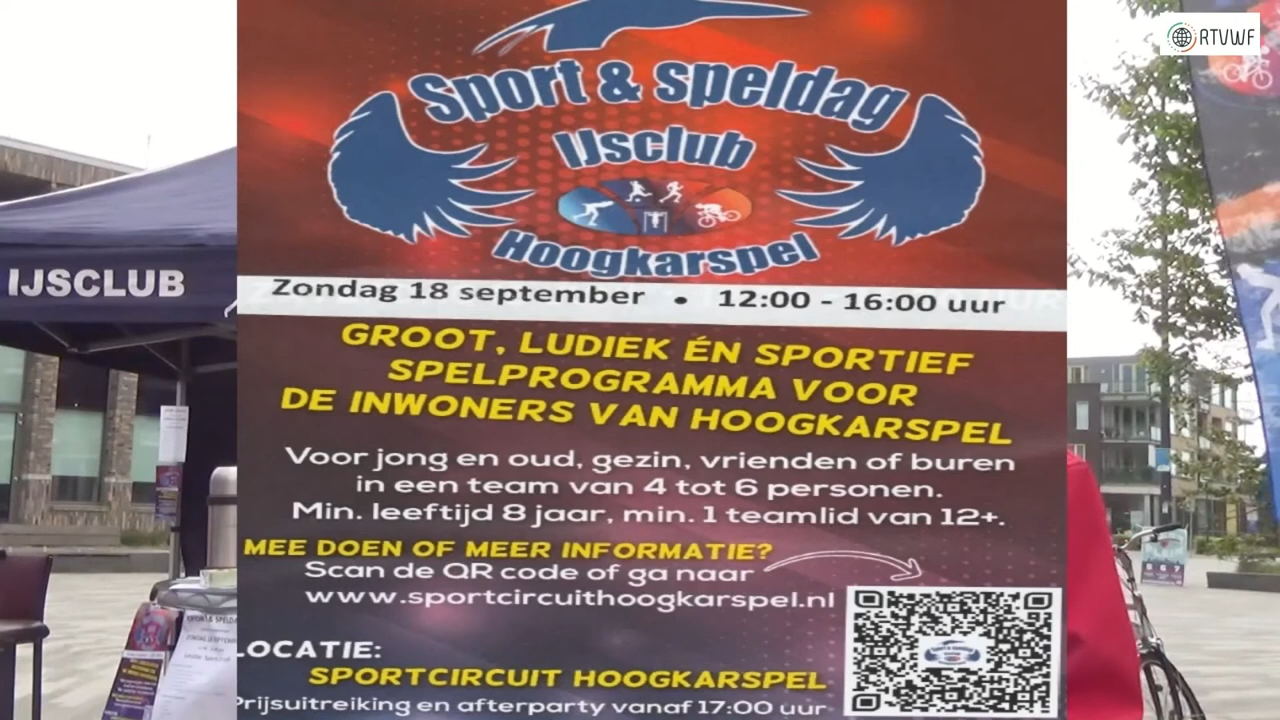 RTVWF
Sport & speldag
IJsclub
Hoogkarspel
IJSCLUB
Zondag 18 september • 12:00 - 16:00 uur
GROOT, LUDIEK ÉN SPORTIEF
SPELPROGRAMMA VOOR
DE INWONERS VAN HOOGKARSPEL
Voor jong en oud, gezin, vrienden of buren
in een team van 4 tot 6 personen.
Min. leeftijd 8 jaar, min. 1 teamlid van 12+.
MEE DOEN OF MEER INFORMATIE?
Scan de QR code of ga naar
www.sportcircuithoogkarspel.nl
LOCATIE:
SPORTCIRCUIT HOOGKARSPEL
Prijsuitreiking en afterparty vanaf 17:00 uur